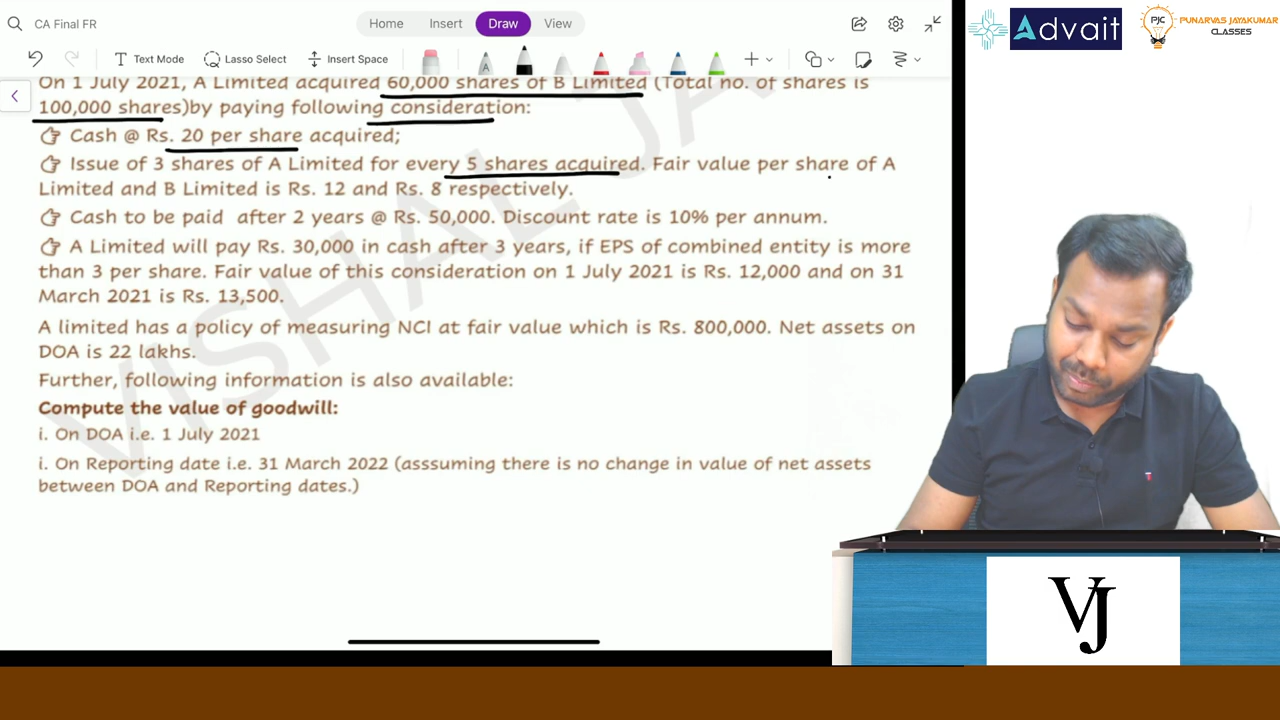 CA Final FR
Home Insert Draw View
Advait
PJC PUNARVAS JAYAKUMAR
CLASSES
A Text Mode Lasso Select Insert Space
On 1 July 2021, A Limited acquired 60,000 shares of B Limited (Total no. of shares is
100,000 shares)by paying following consideration:
Cash @ Rs. 20 per share acquired;
Issue of 3 shares of A Limited for every 5 shares acquired. Fair value per share of A
Limited and B Limited is Rs. 12 and Rs. 8 respectively.
Cash to be paid after 2 years @ Rs. 50,000. Discount rate is 10% per annum.
A Limited will pay Rs. 30,000 in cash after 3 years, if EPS of combined entity is more
than 3 per share. Fair value of this consideration on 1 July 2021 is Rs. 12,000 and on 31
March 2021 is Rs. 13,500.
A limited has a policy of measuring NCI at fair value which is Rs. 800,000. Net assets on
DOA is 22 lakhs.
Further, following information is also available:
Compute the value of goodwill:
i. On DOA i.e. 1 July 2021
i. On Reporting date i.e. 31 March 2022 (asssuming there is no change in value of net assets
between DOA and Reporting dates.)
VISHAL JA
VJ